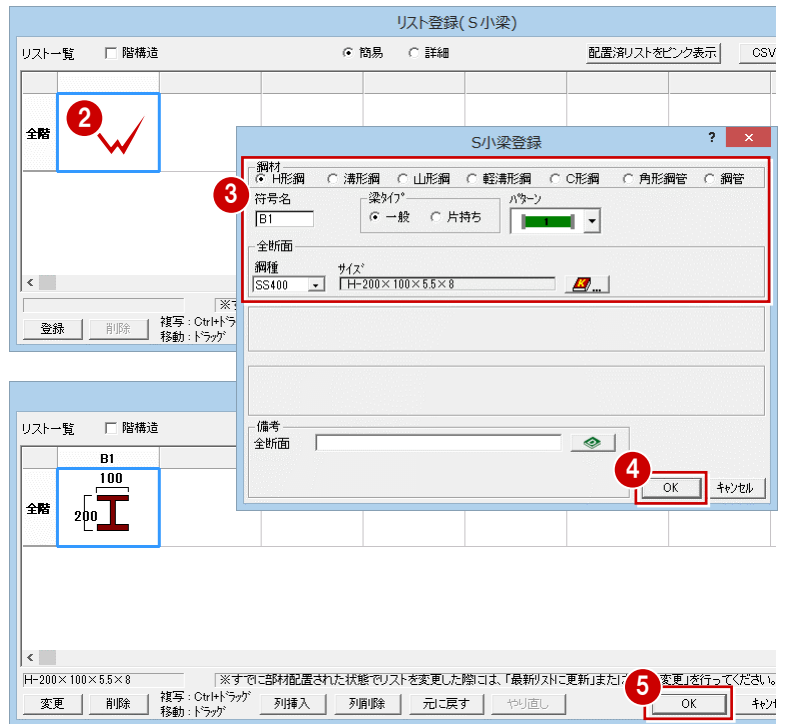 リスト登録(S小梁)
リスト一覧 階構造 簡易 詳細 配置済リストをピンク表示 CSV
全階
2
登録 削除 複写:Ctrl+ドラ
移動:ドラッグ
※す
S小梁登録 ? ×
3
鋼材
H形鋼 溝形鋼 山形鋼 軽溝形鋼 C形鋼 角形鋼管 鋼管
符号名 梁タイプ パターン
B1 一般 片持ち 1
全断面
鋼種 サイズ
SS400 H-200×100×5.5×8 K...
備考
全断面
4
OK キャンセル
リスト一覧 階構造
B1
全階 100
200
H-200×100×5.5×8 ※すでに部材配置された状態でリストを変更した際には、「最新リストに更新」また 変更」を行ってください。
5
変更 削除 複写:Ctrl+ドラッグ
移動:ドラッグ
列挿入 列削除 元に戻す やり直し OK キャンセ